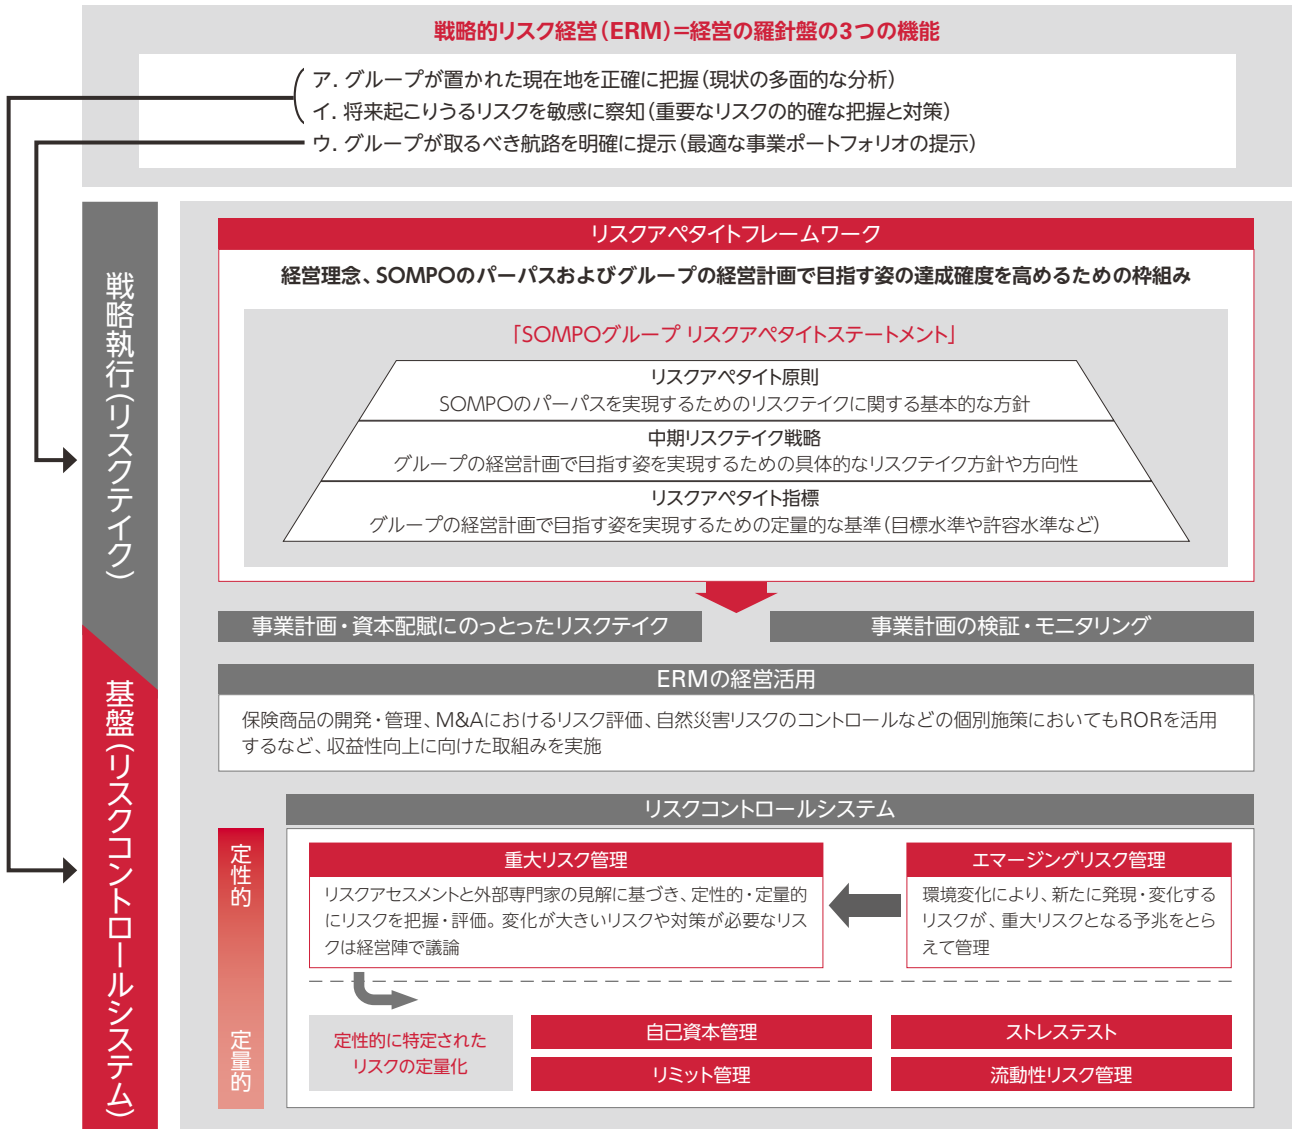 戦略的リスク経営（ERM）＝経営の羅針盤の3つの機能
ア. グループが置かれた現在地を正確に把握（現状の多面的な分析）
イ. 将来起こりうるリスクを敏感に察知（重要なリスクの的確な把握と対策）
ウ. グループが取るべき航路を明確に提示（最適な事業ポートフォリオの提示）
戦略執行（リスクテイク）
リスクアペタイトフレームワーク
経営理念、SOMPOのパーパスおよびグループの経営計画で目指す姿の達成確度を高めるための枠組み
「SOMPOグループ リスクアペタイトステートメント」
リスクアペタイト原則
SOMPOのパーパスを実現するためのリスクテイクに関する基本的な方針
中期リスクテイク戦略
グループの経営計画で目指す姿を実現するための具体的なリスクテイク方針や方向性
リスクアペタイト指標
グループの経営計画で目指す姿を実現するための定量的な基準（目標水準や許容水準など）
事業計画・資本配賦にのっとったリスクテイク
事業計画の検証・モニタリング
基盤（リスクコントロールシステム）
ERMの経営活用
保険商品の開発・管理、M&Aにおけるリスク評価、自然災害リスクのコントロールなどの個別施策においてもRORを活用
するなど、収益性向上に向けた取組みを実施
リスクコントロールシステム
定性的
重大リスク管理
リスクアセスメントと外部専門家の見解に基づき、定性的・定量的
にリスクを把握・評価。変化が大きいリスクや対策が必要なリス
クは経営陣で議論
エマージングリスク管理
環境変化により、新たに発現・変化する
リスクが、重大リスクとなる予兆をとら
えて管理
定量的
定性的に特定された
リスクの定量化
自己資本管理
ストレステスト
リミット管理
流動性リスク管理